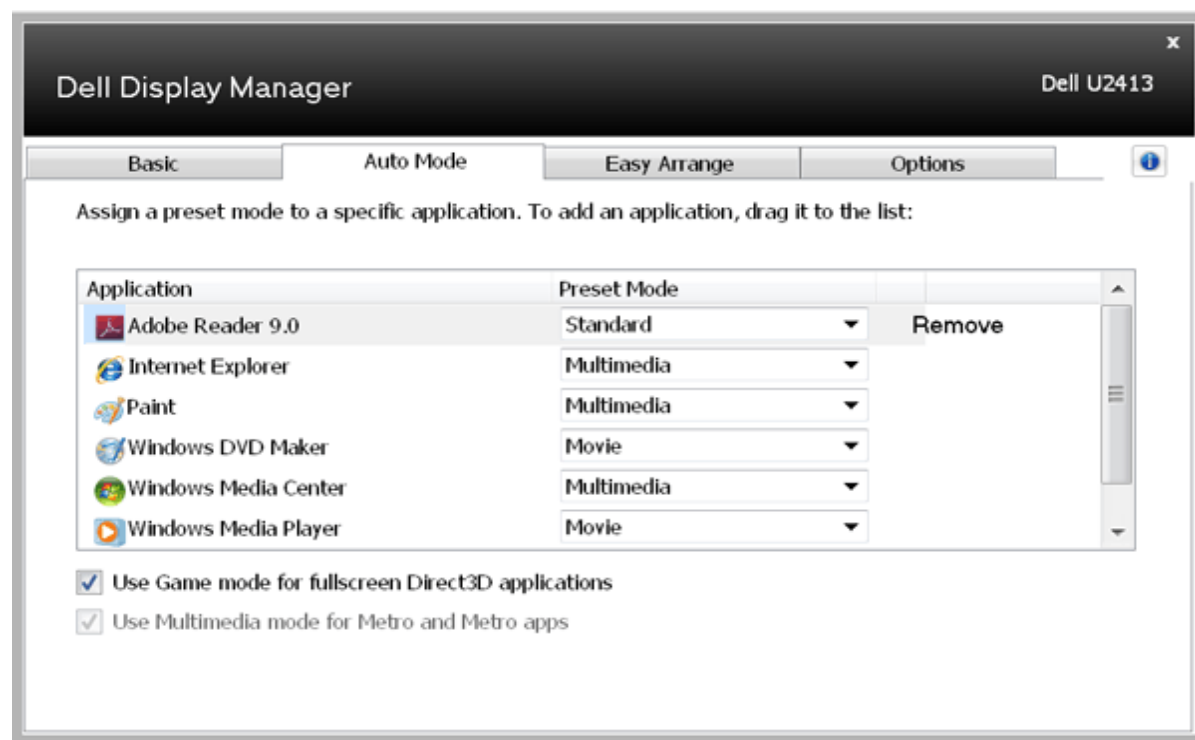 x
Dell Display Manager
Dell U2413
Basic Auto Mode Easy Arrange Options
Assign a preset mode to a specific application. To add an application, drag it to the list:
Application Preset Mode
Adobe Reader 9.0 Standard Remove
Internet Explorer Multimedia
Paint Multimedia
Windows DVD Maker Movie
Windows Media Center Multimedia
Windows Media Player Movie
Use Game mode for fullscreen Direct3D applications
Use Multimedia mode for Metro and Metro apps